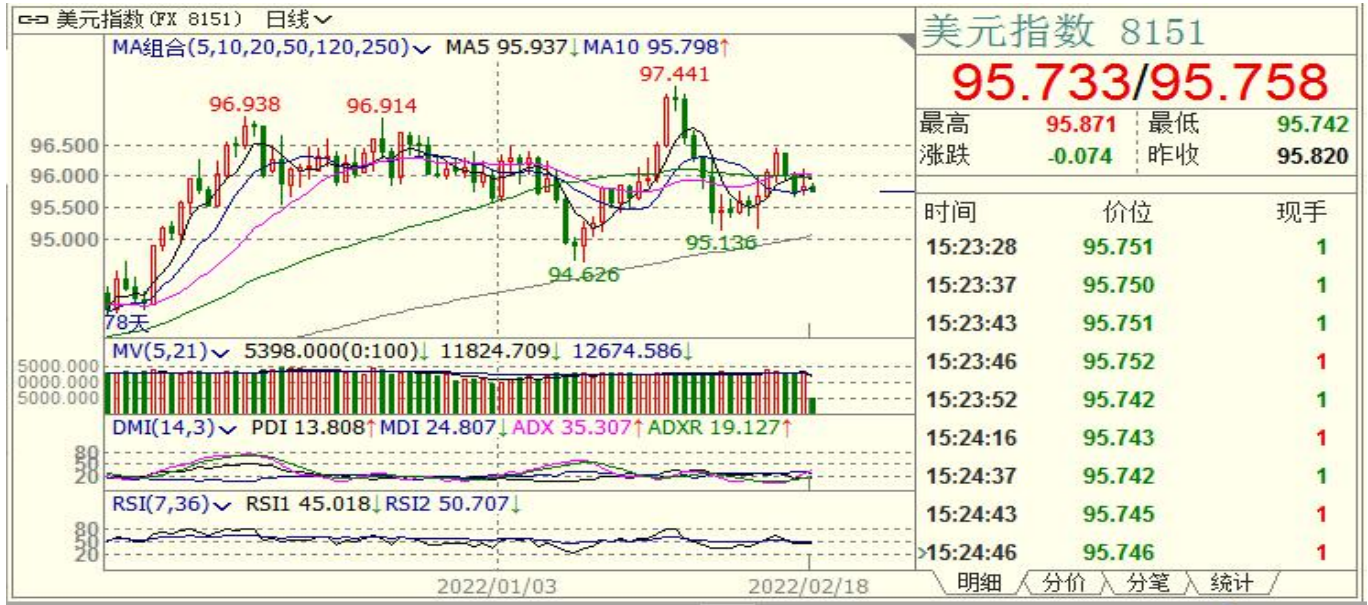 美元指数(FX 8151) 日线
MA组合(5,10,20,50,120,250) MA5 95.937↓MA10 95.798↑
97.441
96.938
96.914
96.500
96.000
95.500
95.000
95.136
94.626
78天
MV(5,21) 5398.000(0:100)↓ 11824.709↓ 12674.586↓
5000.000
0000.000
5000.000
DMI(14,3) PDI 13.808↑MDI 24.807↓ADX 35.307↑ADXR 19.127↑
80
50
20
RSI(7,36) RSI1 45.018↓RSI2 50.707↓
80
50
20
2022/01/03 2022/02/18
美元指数 8151
95.733/95.758
最高 95.871 最低 95.742
涨跌 -0.074 昨收 95.820
时间 价位 现手
15:23:28 95.751 1
15:23:37 95.750 1
15:23:43 95.751 1
15:23:46 95.752 1
15:23:52 95.742 1
15:24:16 95.743 1
15:24:37 95.742 1
15:24:43 95.745 1
>15:24:46 95.746 1
明细 分价 分笔 统计